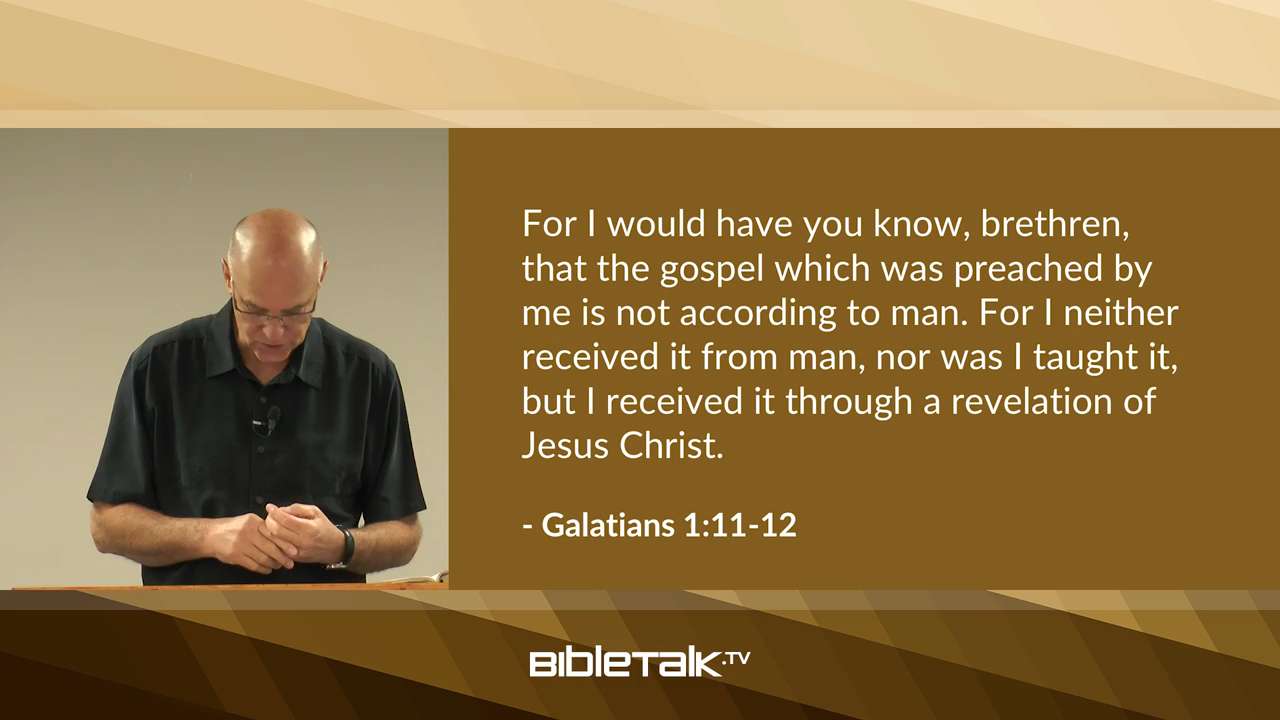 For I would have you know, brethren,
that the gospel which was preached by
me is not according to man. For I neither
received it from man, nor was I taught it,
but I received it through a revelation of
Jesus Christ.
- Galatians 1:11-12
BIBLETALK.TV